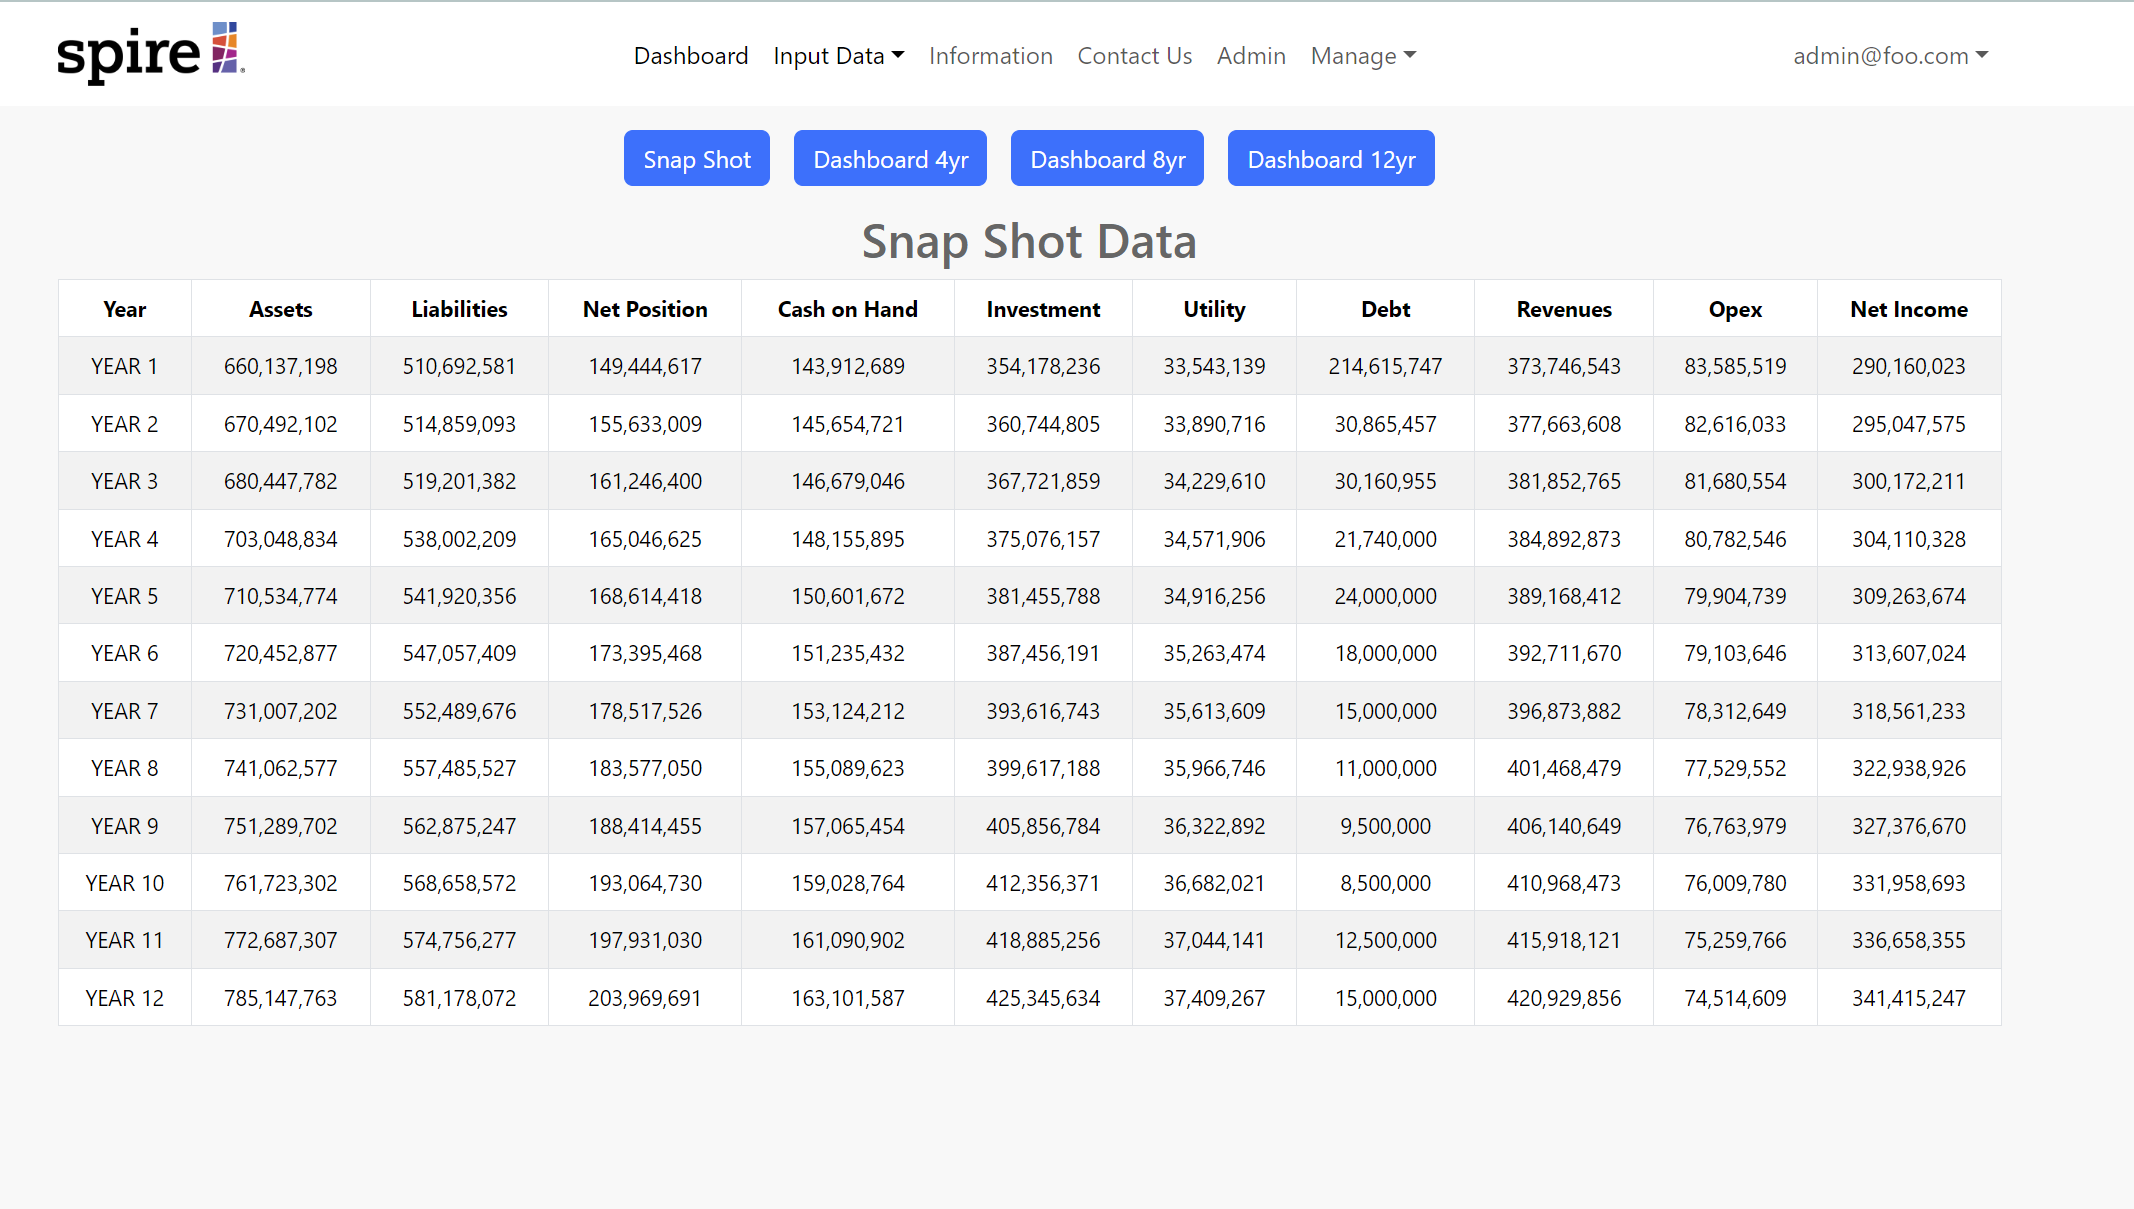 spire
Dashboard Input Data Information Contact Us Admin Manage admin@foo.com
Snap Shot Dashboard 4yr Dashboard 8yr Dashboard 12yr
Snap Shot Data
Year Assets Liabilities Net Position Cash on Hand Investment Utility Debt Revenues Opex Net Income
YEAR 1 660,137,198 510,692,581 149,444,617 143,912,689 354,178,236 33,543,139 214,615,747 373,746,543 83,585,519 290,160,023
YEAR 2 670,492,102 514,859,093 155,633,009 145,654,721 360,744,805 33,890,716 30,865,457 377,663,608 82,616,033 295,047,575
YEAR 3 680,447,782 519,201,382 161,246,400 146,679,046 367,721,859 34,229,610 30,160,955 381,852,765 81,680,554 300,172,211
YEAR 4 703,048,834 538,002,209 165,046,625 148,155,895 375,076,157 34,571,906 21,740,000 384,892,873 80,782,546 304,110,328
YEAR 5 710,534,774 541,920,356 168,614,418 150,601,672 381,455,788 34,916,256 24,000,000 389,168,412 79,904,739 309,263,674
YEAR 6 720,452,877 547,057,409 173,395,468 151,235,432 387,456,191 35,263,474 18,000,000 392,711,670 79,103,646 313,607,024
YEAR 7 731,007,202 552,489,676 178,517,526 153,124,212 393,616,743 35,613,609 15,000,000 396,873,882 78,312,649 318,561,233
YEAR 8 741,062,577 557,485,527 183,577,050 155,089,623 399,617,188 35,966,746 11,000,000 401,468,479 77,529,552 322,938,926
YEAR 9 751,289,702 562,875,247 188,414,455 157,065,454 405,856,784 36,322,892 9,500,000 406,140,649 76,763,979 327,376,670
YEAR 10 761,723,302 568,658,572 193,064,730 159,028,764 412,356,371 36,682,021 8,500,000 410,968,473 76,009,780 331,958,693
YEAR 11 772,687,307 574,756,277 197,931,030 161,090,902 418,885,256 37,044,141 12,500,000 415,918,121 75,259,766 336,658,355
YEAR 12 785,147,763 581,178,072 203,969,691 163,101,587 425,345,634 37,409,267 15,000,000 420,929,856 74,514,609 341,415,247